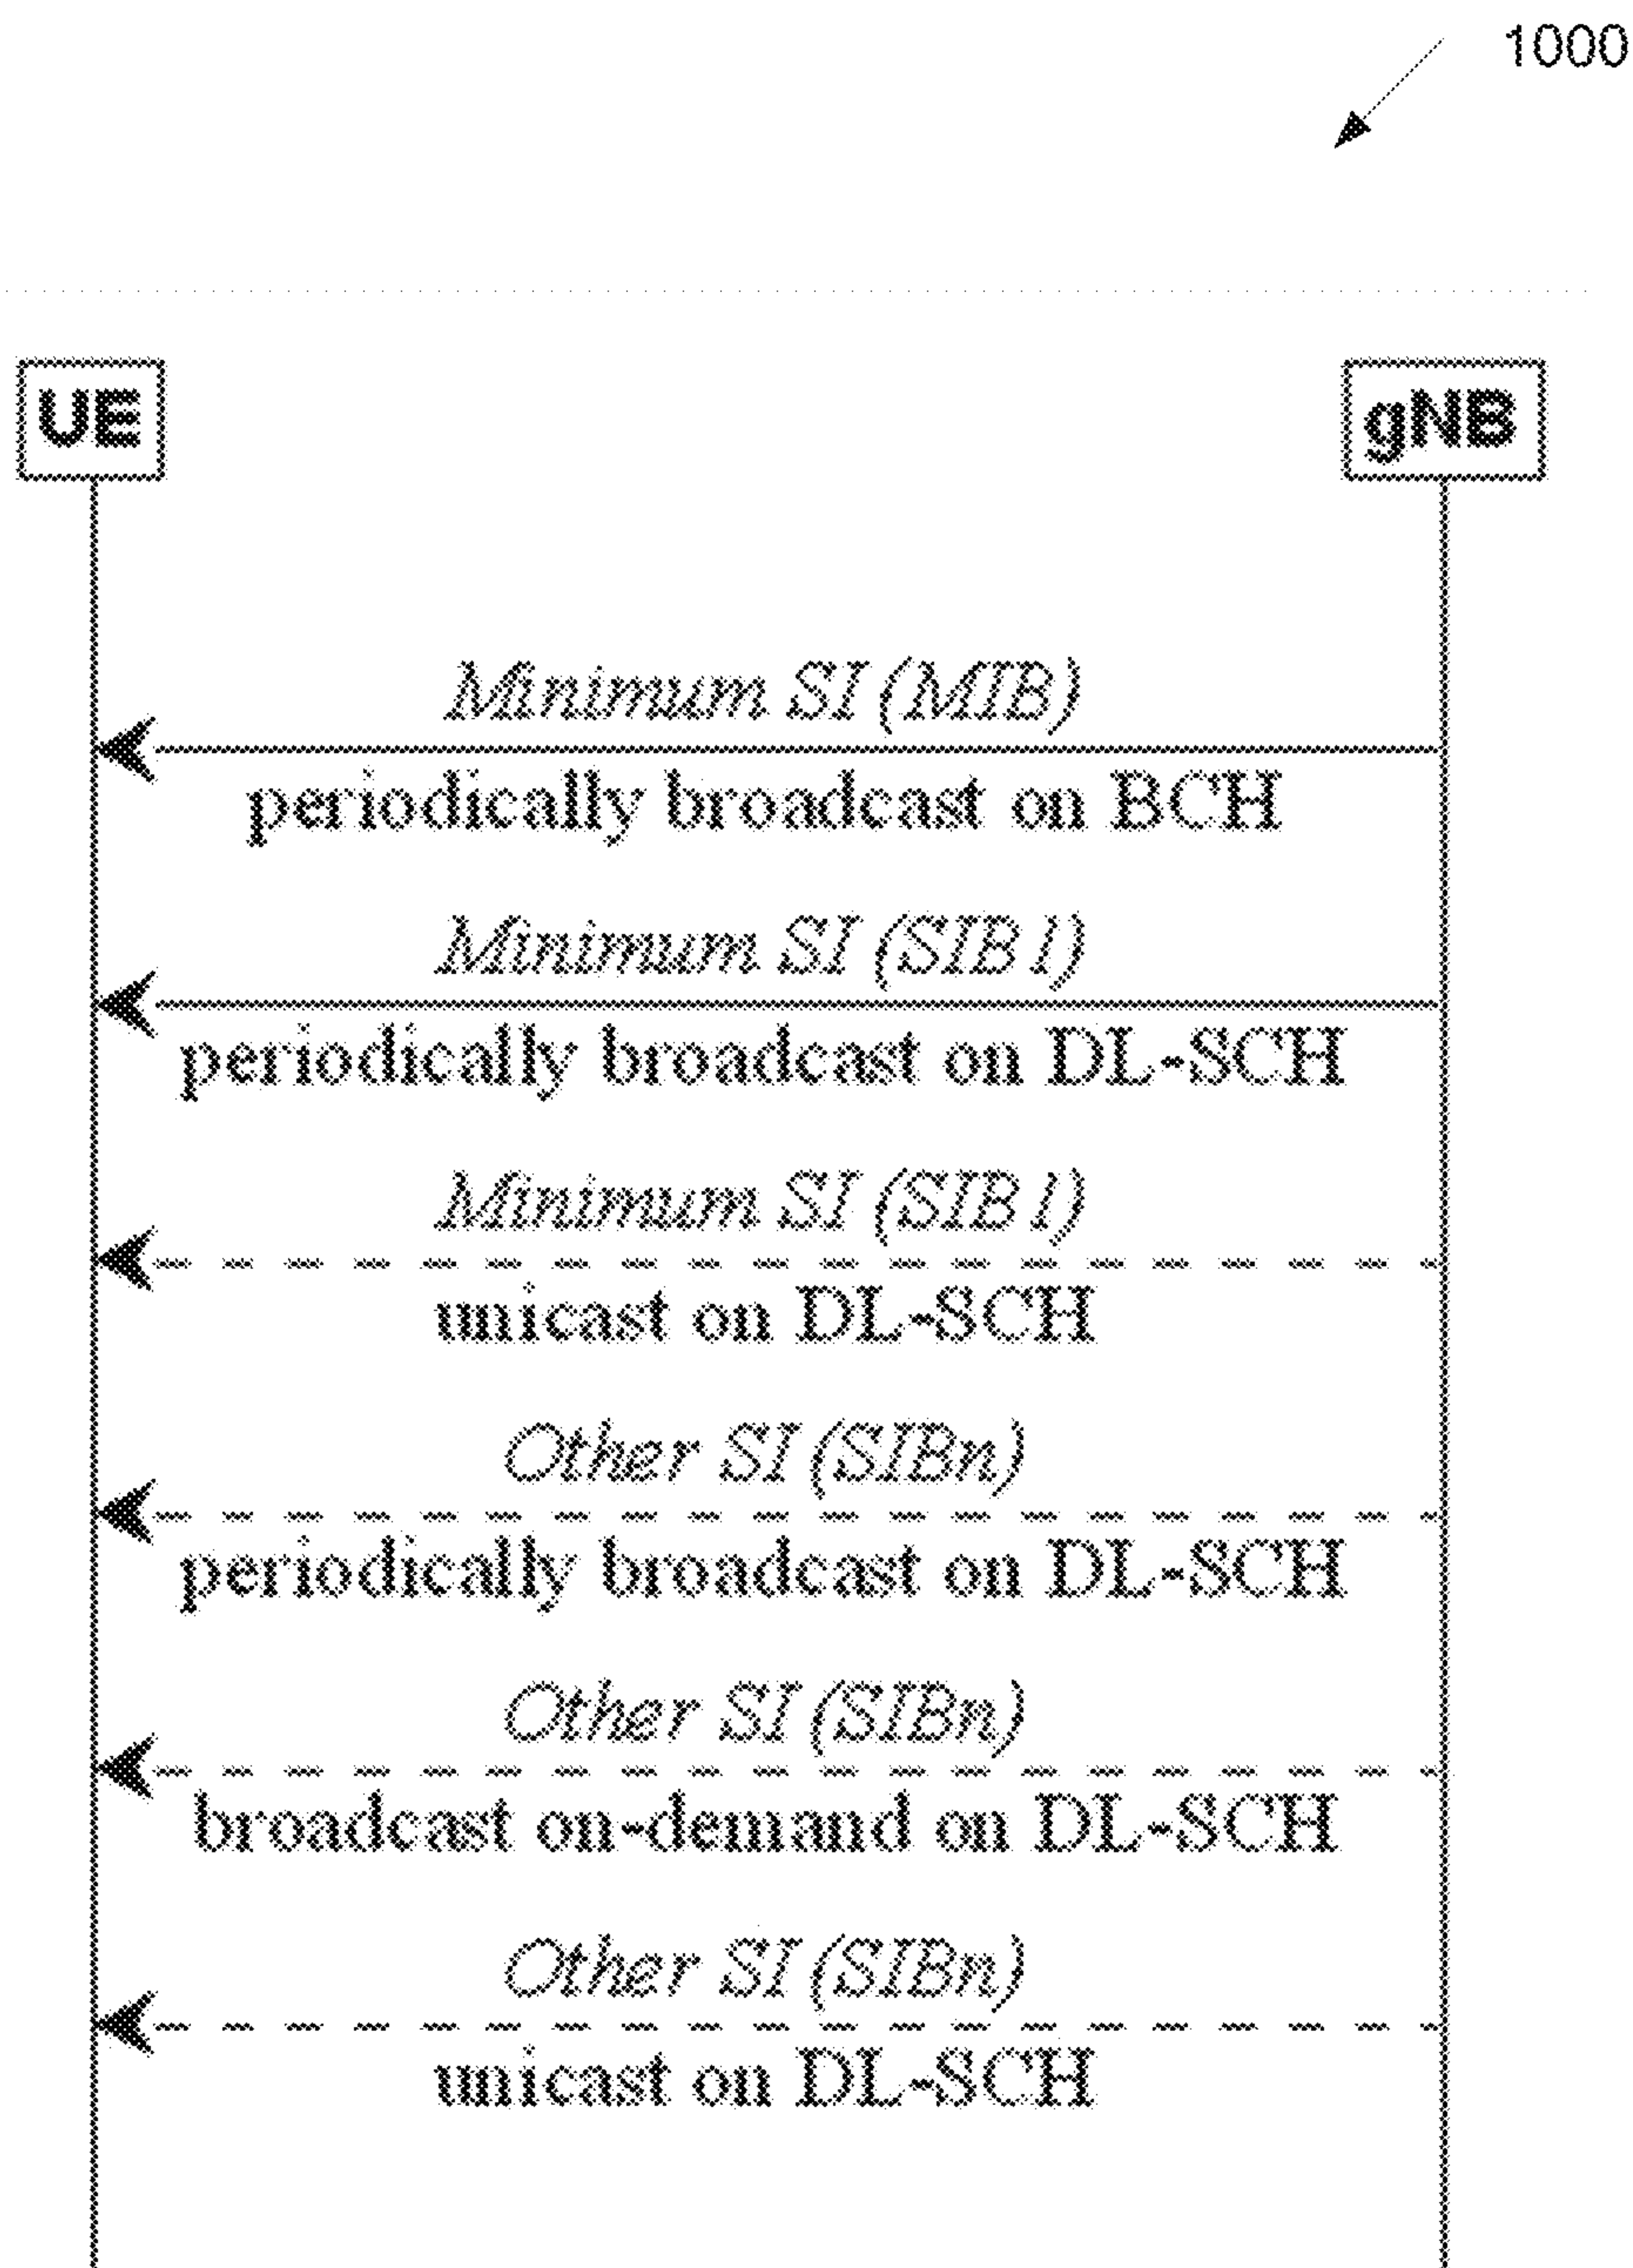 1000
UE
gNB
Minimum SI (MIB)
periodically broadcast on BCH
Minimum SI (SIB1)
periodically broadcast on DL-SCH
Minimum SI (SIB1)
unicast on DL-SCH
Other SI (SIBn)
periodically broadcast on DL-SCH
Other SI (SIBn)
broadcast on-demand on DL-SCH
Other SI (SIBn)
unicast on DL-SCH